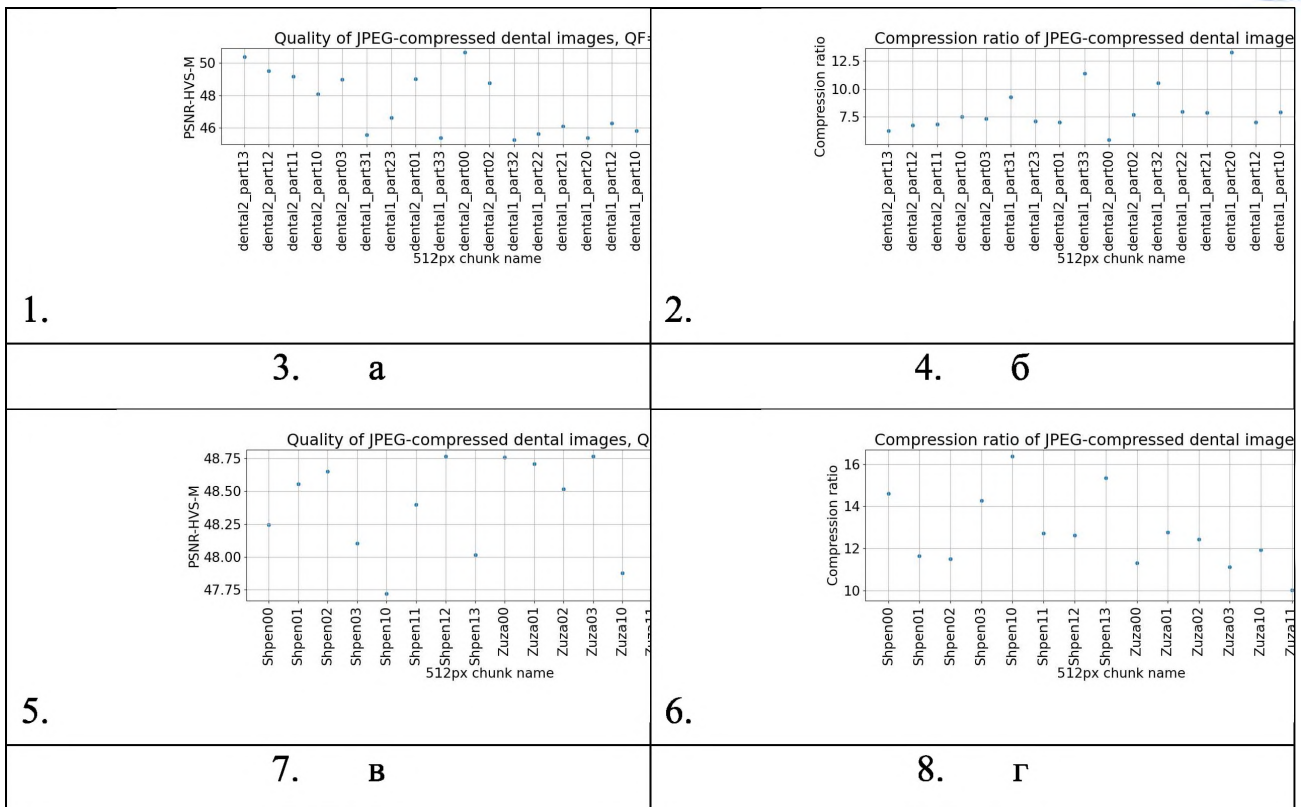 Quality of JPEG-compressed dental images, QF=
PSNR-HVS-M
50
48
46
dental2_part13
dental2_part12
dental2_part11
dental2_part10
dental2_part03
dental1_part31
dental1_part23
dental2_part01
dental1_part33
dental2_part00
dental2_part02
dental1_part32
dental1_part22
dental1_part21
dental1_part20
dental1_part12
dental1_part10
512px chunk name
1.
Compression ratio of JPEG-compressed dental image
Compression ratio
12.5
10.0
7.5
dental2_part13
dental2_part12
dental2_part11
dental2_part10
dental2_part03
dental1_part31
dental1_part23
dental2_part01
dental1_part33
dental2_part00
dental2_part02
dental1_part32
dental1_part22
dental1_part21
dental1_part20
dental1_part12
dental1_part10
512px chunk name
2.
3. а
4. б
Quality of JPEG-compressed dental images, Q
PSNR-HVS-M
48.75
48.50
48.25
48.00
47.75
Shpen00
Shpen01
Shpen02
Shpen03
Shpen10
Shpen11
Shpen12
Shpen13
Zuza00
Zuza01
Zuza02
Zuza03
Zuza10
512px chunk name
5.
Compression ratio of JPEG-compressed dental image
Compression ratio
16
14
12
10
Shpen00
Shpen01
Shpen02
Shpen03
Shpen10
Shpen11
Shpen12
Shpen13
Zuza00
Zuza01
Zuza02
Zuza03
Zuza10
Zuza11
512px chunk name
6.
7. в
8. г